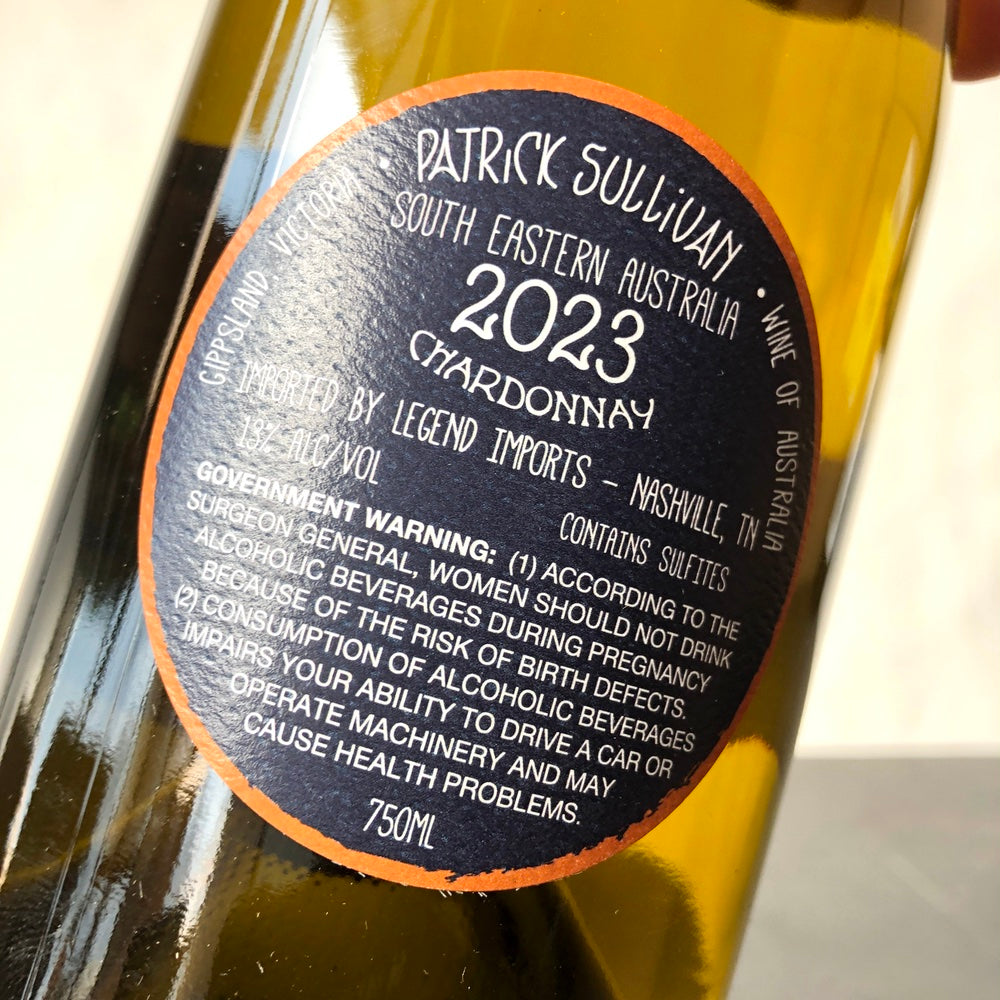 GIPPSLAND VICTORIA • PATRICK SULLIVAN • WINE OF AUSTRALIA
SOUTH EASTERN AUSTRALIA
2023
CHARDONNAY
IMPORTED BY LEGEND IMPORTS – NASHVILLE, TN
13% ALC/VOL
CONTAINS SULFITES
GOVERNMENT WARNING: (1) ACCORDING TO THE
SURGEON GENERAL, WOMEN SHOULD NOT DRINK
ALCOHOLIC BEVERAGES DURING PREGNANCY
BECAUSE OF THE RISK OF BIRTH DEFECTS.
(2) CONSUMPTION OF ALCOHOLIC BEVERAGES
IMPAIRS YOUR ABILITY TO DRIVE A CAR OR
OPERATE MACHINERY AND MAY
CAUSE HEALTH PROBLEMS.
750ML